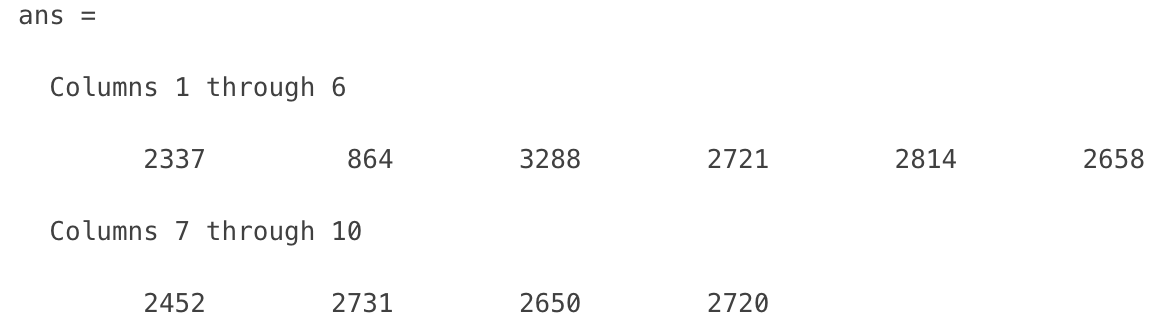 ans =
Columns 1 through 6
2337 864 3288 2721 2814 2658
Columns 7 through 10
2452 2731 2650 2720